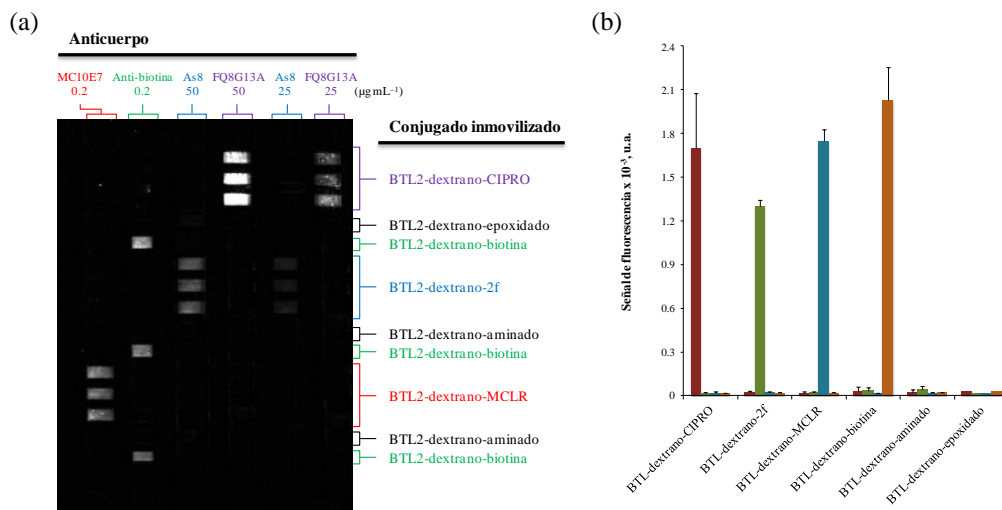 (a)
Anticuerpo
MC10E7 Anti-biotina As8 FQ8G13A As8 FQ8G13A
0.2 0.2 50 50 25 25 (µg mL⁻¹)
Conjugado inmovilizado
BTL2-dextrano-CIPRO
BTL2-dextrano-epoxidado
BTL2-dextrano-biotina
BTL2-dextrano-2f
BTL2-dextrano-aminado
BTL2-dextrano-biotina
BTL2-dextrano-MCLR
BTL2-dextrano-aminado
BTL2-dextrano-biotina
(b)
Señal de fluorescencia x 10⁻³, u.a.
2.4
2.1
1.8
1.5
1.2
0.9
0.6
0.3
0
BTL-dextrano-CIPRO
BTL-dextrano-2f
BTL-dextrano-MCLR
BTL-dextrano-biotina
BTL-dextrano-aminado
BTL-dextrano-epoxidado